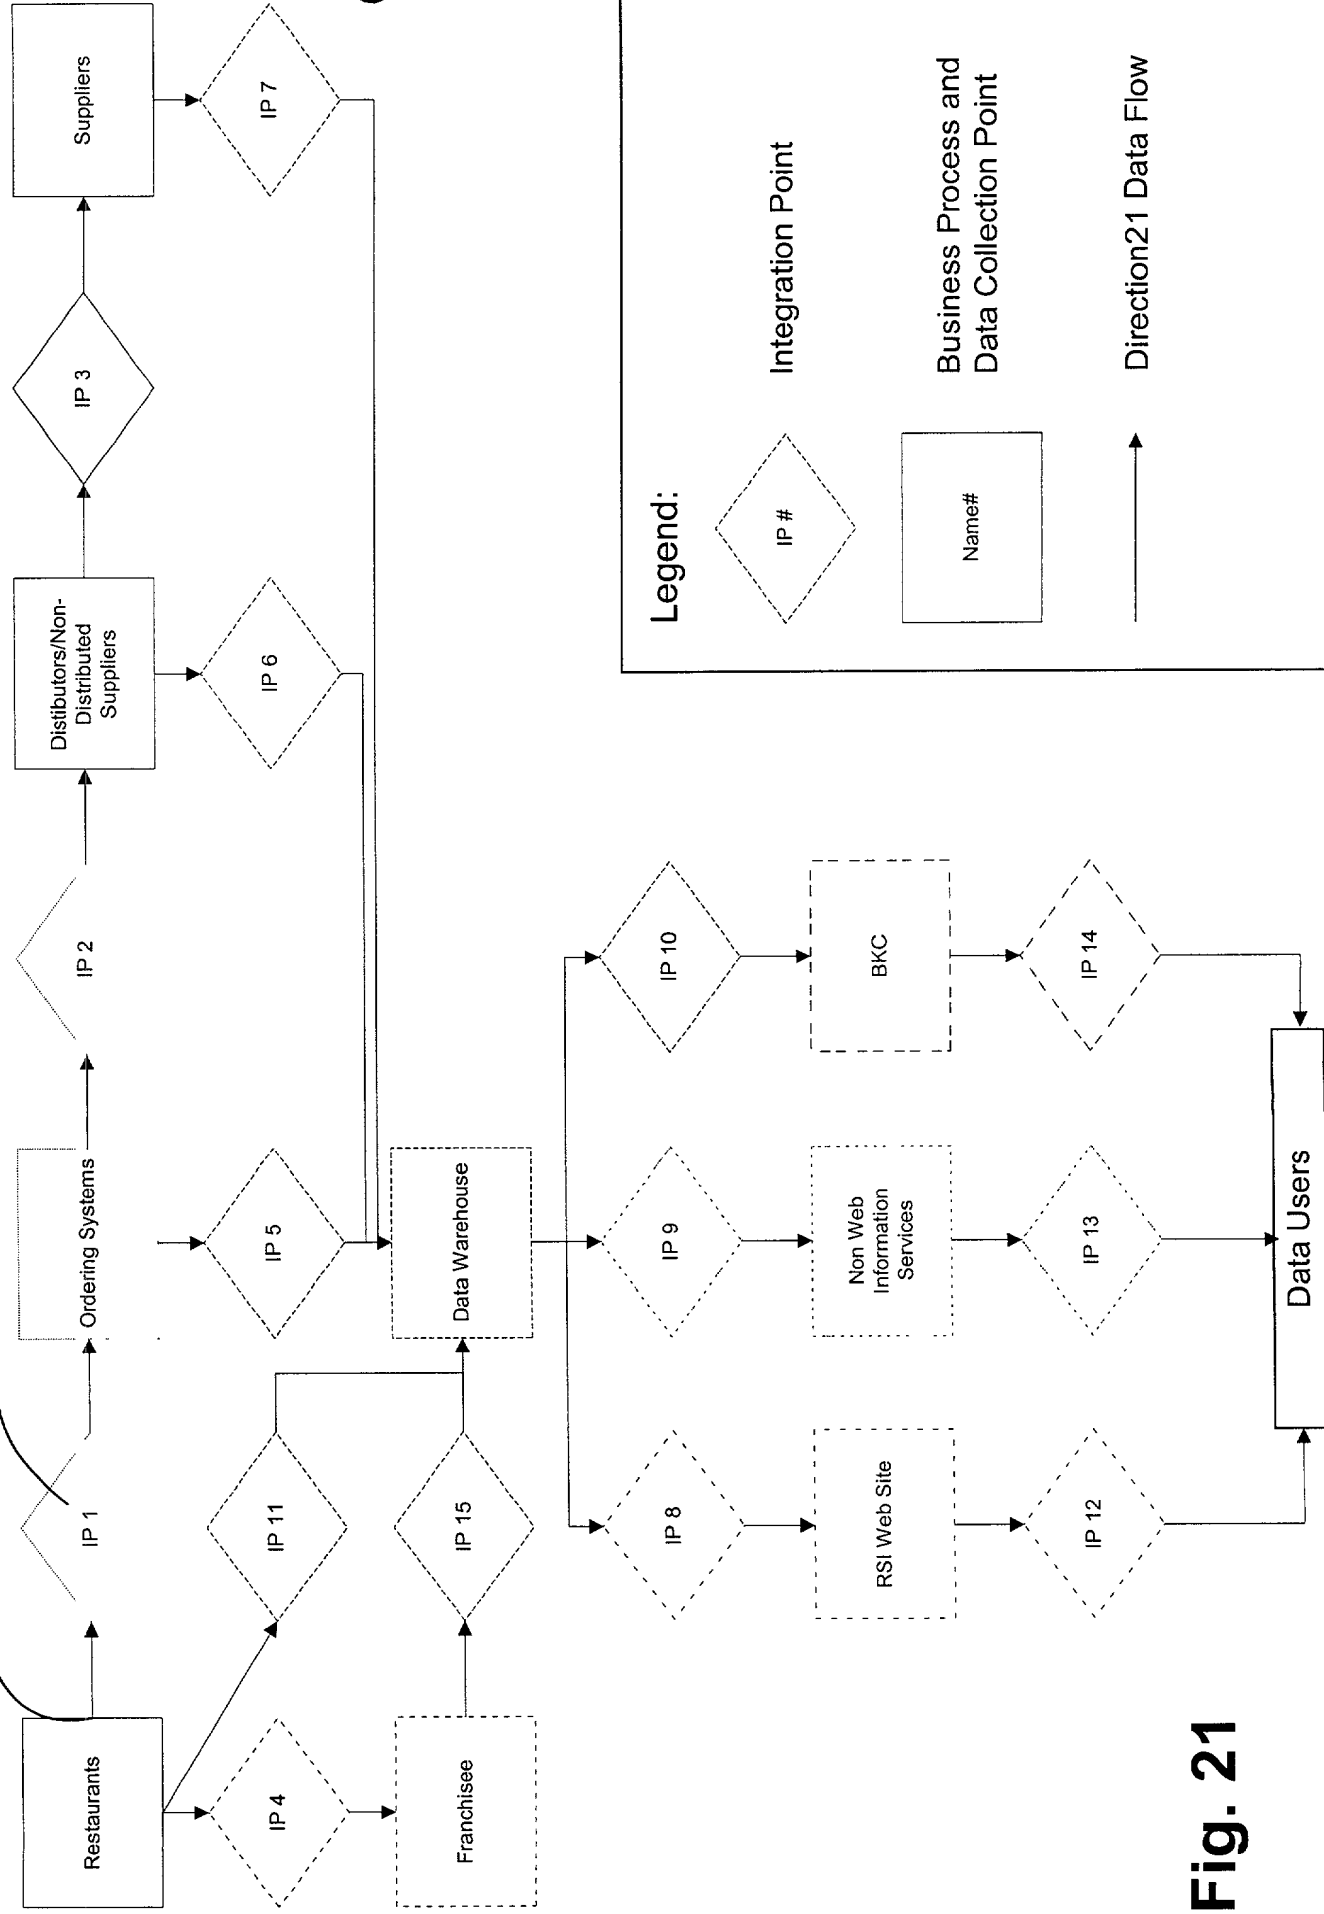 Restaurants
IP 1
Ordering Systems
IP 2
Distibutors/Non-
Distributed
Suppliers
IP 3
Suppliers
IP 4
IP 11
IP 5
IP 6
IP 7
Franchisee
IP 15
Data Warehouse
IP 8
IP 9
IP 10
RSI Web Site
Non Web
Information
Services
BKC
IP 12
IP 13
IP 14
Data Users
Legend:
IP #
Integration Point
Name#
Business Process and
Data Collection Point
Direction21 Data Flow
Fig. 21